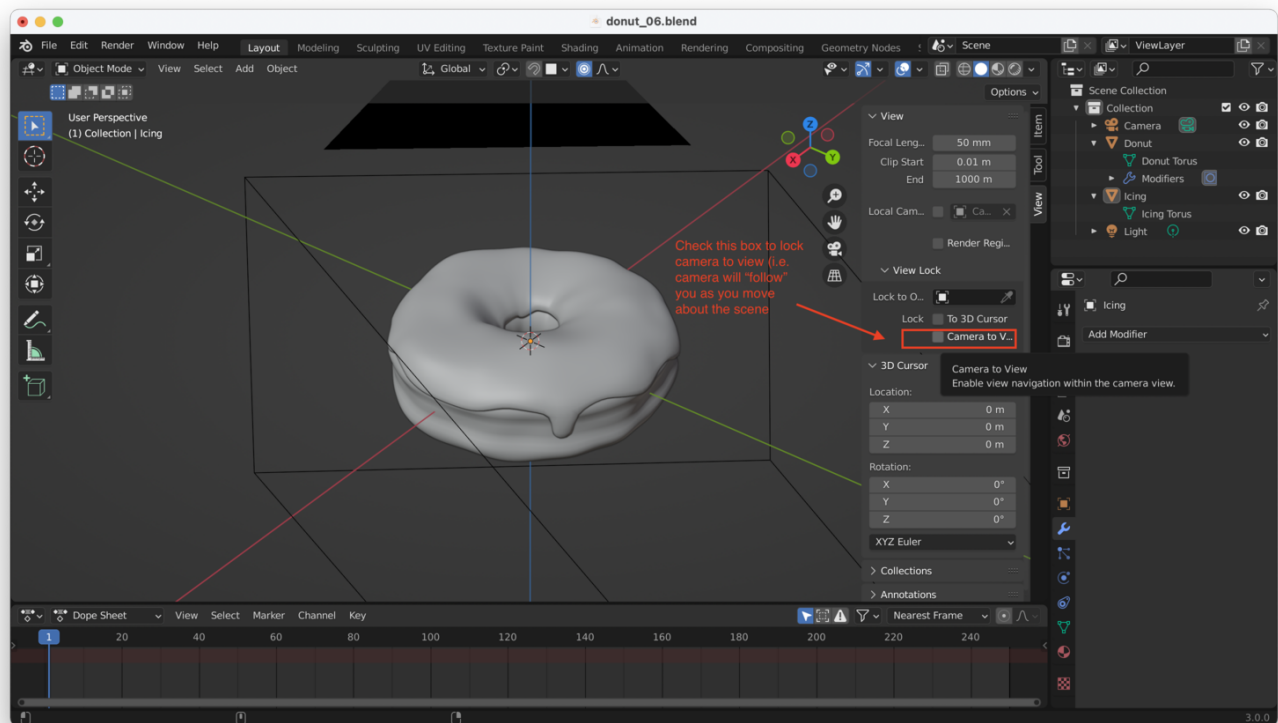 donut_06.blend
File Edit Render Window Help Layout Modeling Sculpting UV Editing Texture Paint Shading Animation Rendering Compositing Geometry Nodes Scene ViewLayer
Object Mode View Select Add Object Global
Options
User Perspective
(1) Collection | Icing
Z
Y
X
View
Focal Leng... 50 mm
Clip Start 0.01 m
End 1000 m
Local Cam... Ca...
Render Regi...
View Lock
Lock to O...
Lock To 3D Cursor
Camera to V...
Item
Tool
View
Check this box to lock
camera to view (i.e.
camera will “follow”
you as you move
about the scene
Camera to View
Enable view navigation within the camera view.
3D Cursor
Location:
X 0 m
Y 0 m
Z 0 m
Rotation:
X 0°
Y 0°
Z 0°
XYZ Euler
Collections
Annotations
Scene Collection
Collection
Camera
Donut
Donut Torus
Modifiers
Icing
Icing Torus
Light
Icing
Add Modifier
Dope Sheet View Select Marker Channel Key Nearest Frame
1 20 40 60 80 100 120 140 160 180 200 220 240
3.0.0